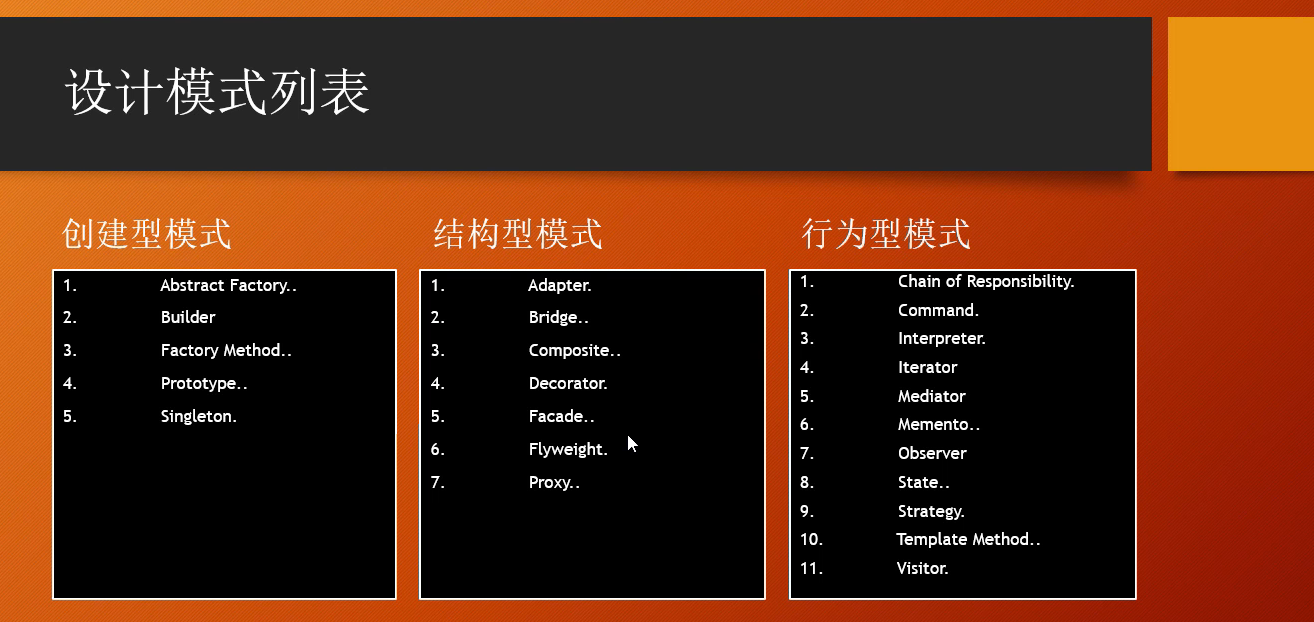 设计模式列表
创建型模式
1. Abstract Factory..
2. Builder
3. Factory Method..
4. Prototype..
5. Singleton.
结构型模式
1. Adapter.
2. Bridge..
3. Composite..
4. Decorator.
5. Facade..
6. Flyweight.
7. Proxy..
行为型模式
1. Chain of Responsibility.
2. Command.
3. Interpreter.
4. Iterator
5. Mediator
6. Memento..
7. Observer
8. State..
9. Strategy.
10. Template Method..
11. Visitor.